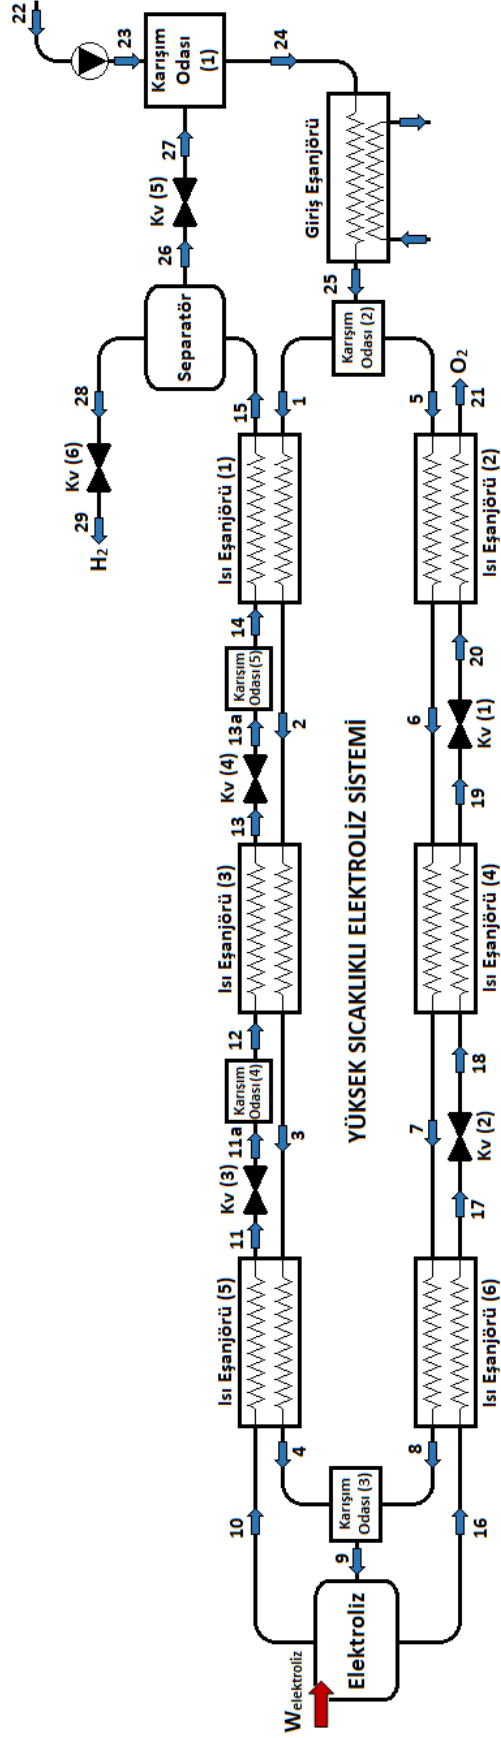 22
28
Kv (6)
29
H₂
23
Karışım
Odası
(1)
27
Kv (5)
26
Separatör
24
Giriş Eşanjörü
25
Karışım
Odası (2)
15
1
5
O₂
21
Isı Eşanjörü (1)
Isı Eşanjörü (2)
14
Karışım
Odası(5)
13a
Kv (4)
13
2
6
20
Kv (1)
19
YÜKSEK SICAKLIKLI ELEKTROLİZ SİSTEMİ
Isı Eşanjörü (3)
Isı Eşanjörü (4)
12
Karışım
Odası(4)
11a
Kv (3)
11
3
7
18
Kv (2)
17
Isı Eşanjörü (5)
Isı Eşanjörü (6)
10
4
8
16
Karışım
Odası (3)
9
Elektroliz
Welektroliz